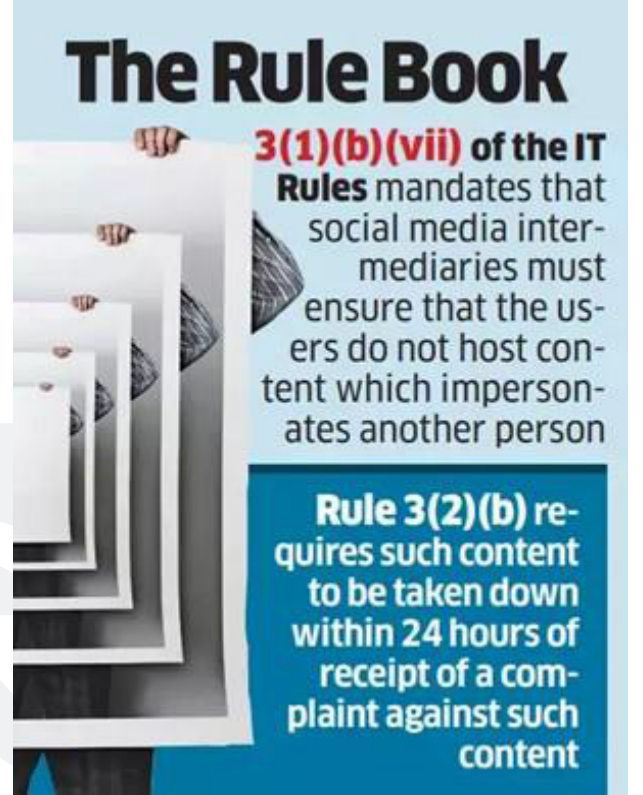 The Rule Book
3(1)(b)(vii) of the IT
Rules mandates that
social media inter-
mediaries must
ensure that the us-
ers do not host con-
tent which imperson-
ates another person
Rule 3(2)(b) re-
quires such content
to be taken down
within 24 hours of
receipt of a com-
plaint against such
content